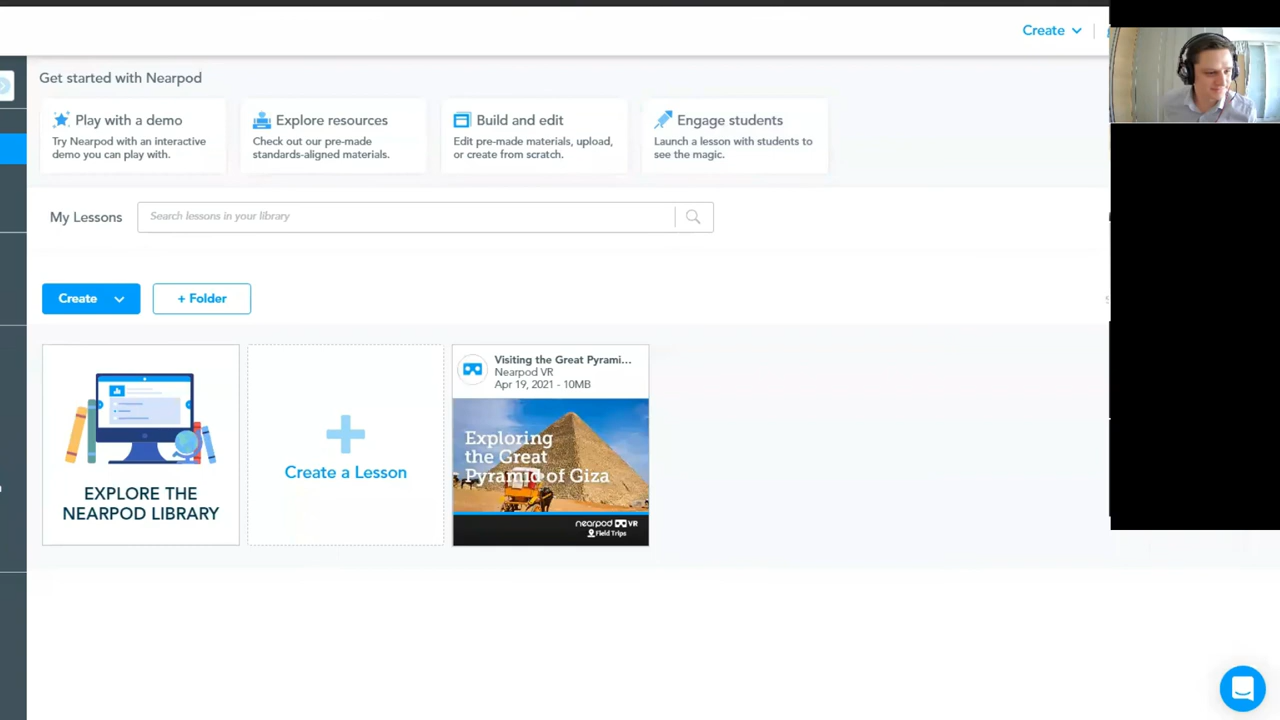 Create
Get started with Nearpod
Play with a demo
Try Nearpod with an interactive
demo you can play with.
Explore resources
Check out our pre-made
standards-aligned materials.
Build and edit
Edit pre-made materials, upload,
or create from scratch.
Engage students
Launch a lesson with students to
see the magic.
My Lessons
Search lessons in your library
Create
+ Folder
EXPLORE THE
NEARPOD LIBRARY
Create a Lesson
Visiting the Great Pyrami...
Nearpod VR
Apr 19, 2021 - 10MB
Exploring
the Great
Pyramid of Giza
nearpod VR
Field Trips